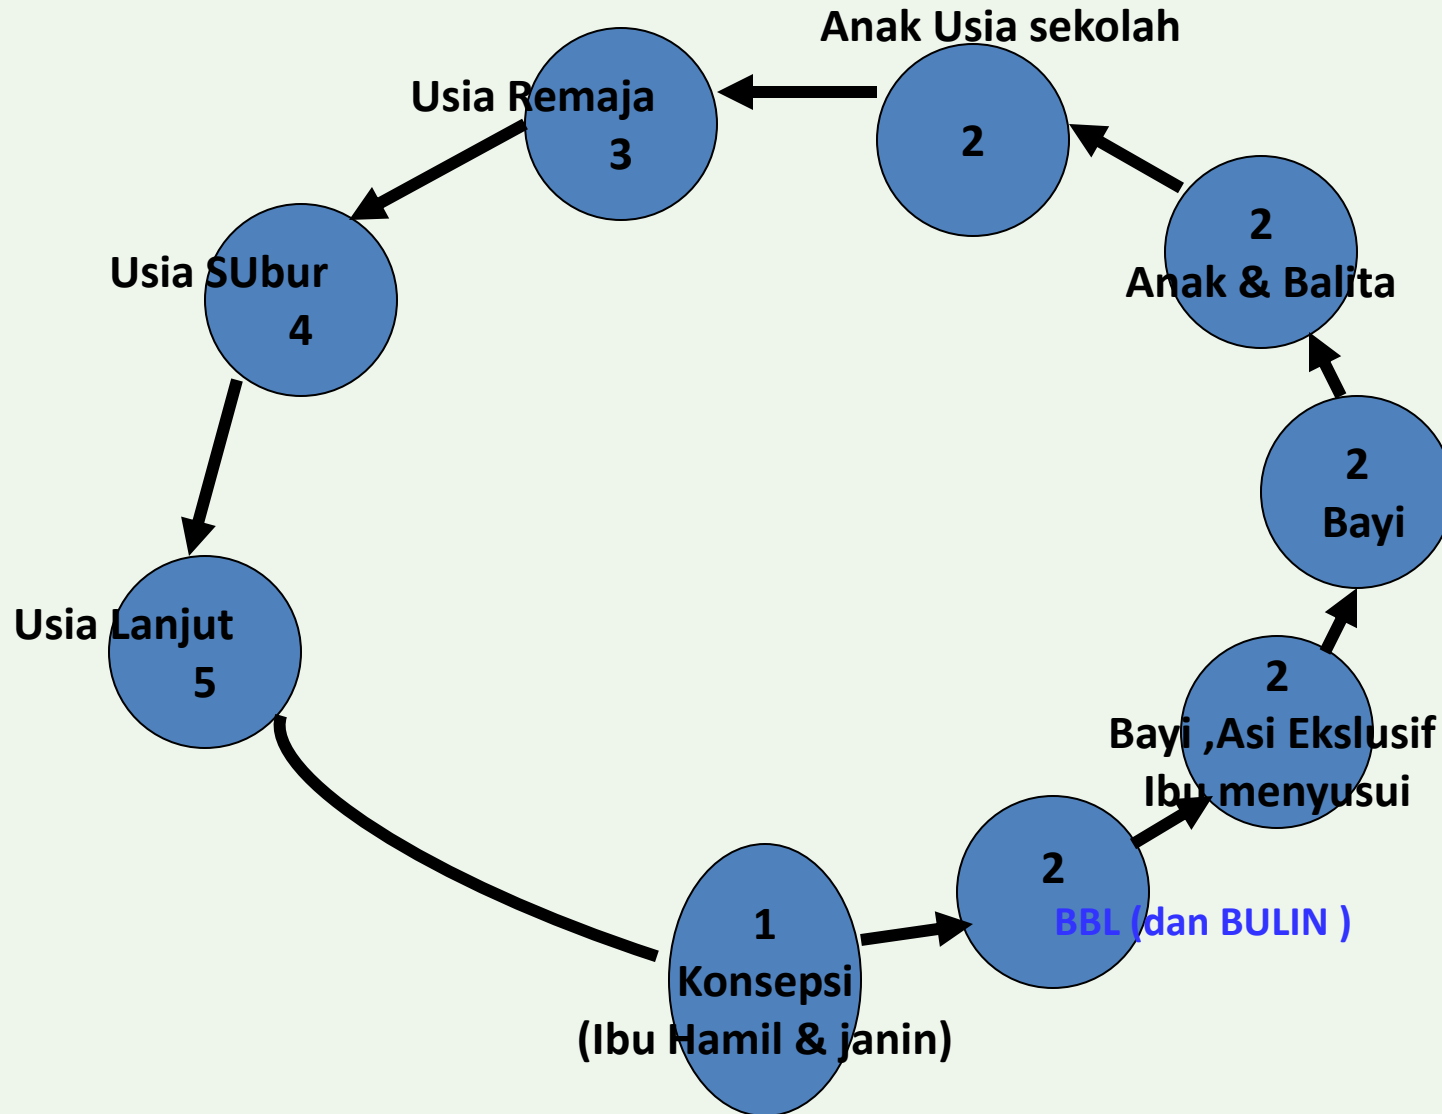 Anak Usia sekolah
2
Usia Remaja
3
2
Anak & Balita
Usia SUbur
4
2
Bayi
Usia Lanjut
5
2
Bayi ,Asi Ekslusif
Ibu menyusui
2
BBL (dan BULIN )
1
Konsepsi
(Ibu Hamil & janin)